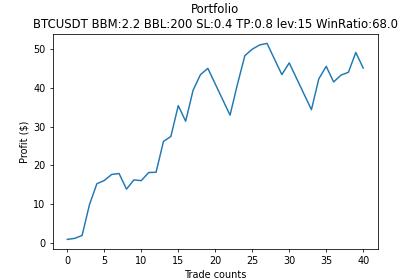 Portfolio
BTCUSDT BBM:2.2 BBL:200 SL:0.4 TP:0.8 lev:15 WinRatio:68.0
50
40
30
20
10
0
Profit ($)
0 5 10 15 20 25 30 35 40
Trade counts